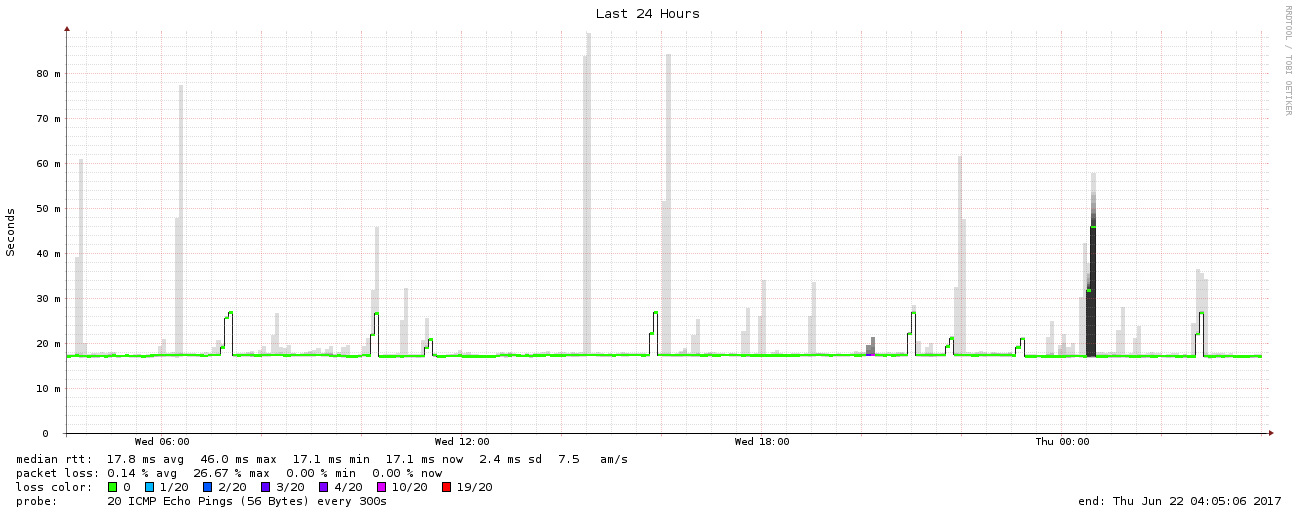 Last 24 Hours
RRDTOOL / TOBI OETIKER
Seconds
80 m
70 m
60 m
50 m
40 m
30 m
20 m
10 m
0
Wed 06:00 Wed 12:00 Wed 18:00 Thu 00:00
median rtt: 17.8 ms avg 46.0 ms max 17.1 ms min 17.1 ms now 2.4 ms sd 7.5 am/s
packet loss: 0.14 % avg 26.67 % max 0.00 % min 0.00 % now
loss color: 0 1/20 2/20 3/20 4/20 10/20 19/20
probe: 20 ICMP Echo Pings (56 Bytes) every 300s end: Thu Jun 22 04:05:06 2017